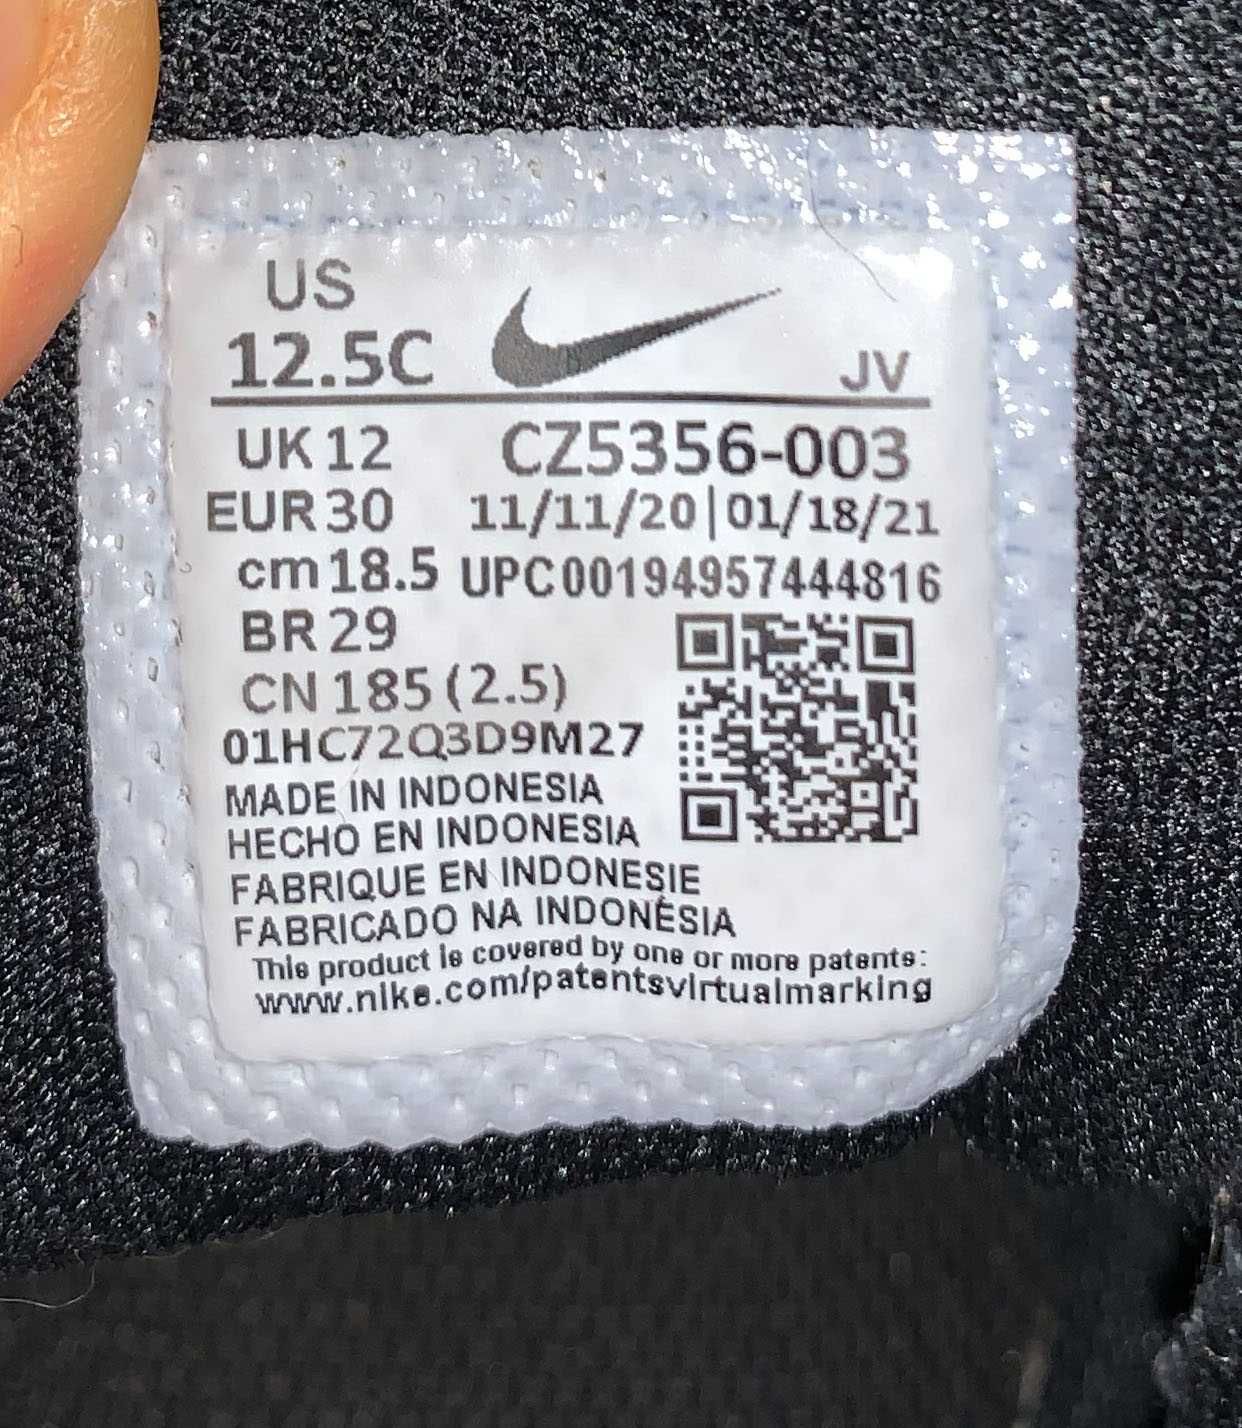 US
12.5C
JV
UK 12 CZ5356-003
EUR 30 11/11/20 | 01/18/21
cm 18.5 UPC00194957444816
BR 29
CN 185 (2.5)
01HC72Q3D9M27
MADE IN INDONESIA
HECHO EN INDONESIA
FABRIQUE EN INDONESIE
FABRICADO NA INDONÉSIA
This product is covered by one or more patents:
www.nike.com/patentsvirtualmarking